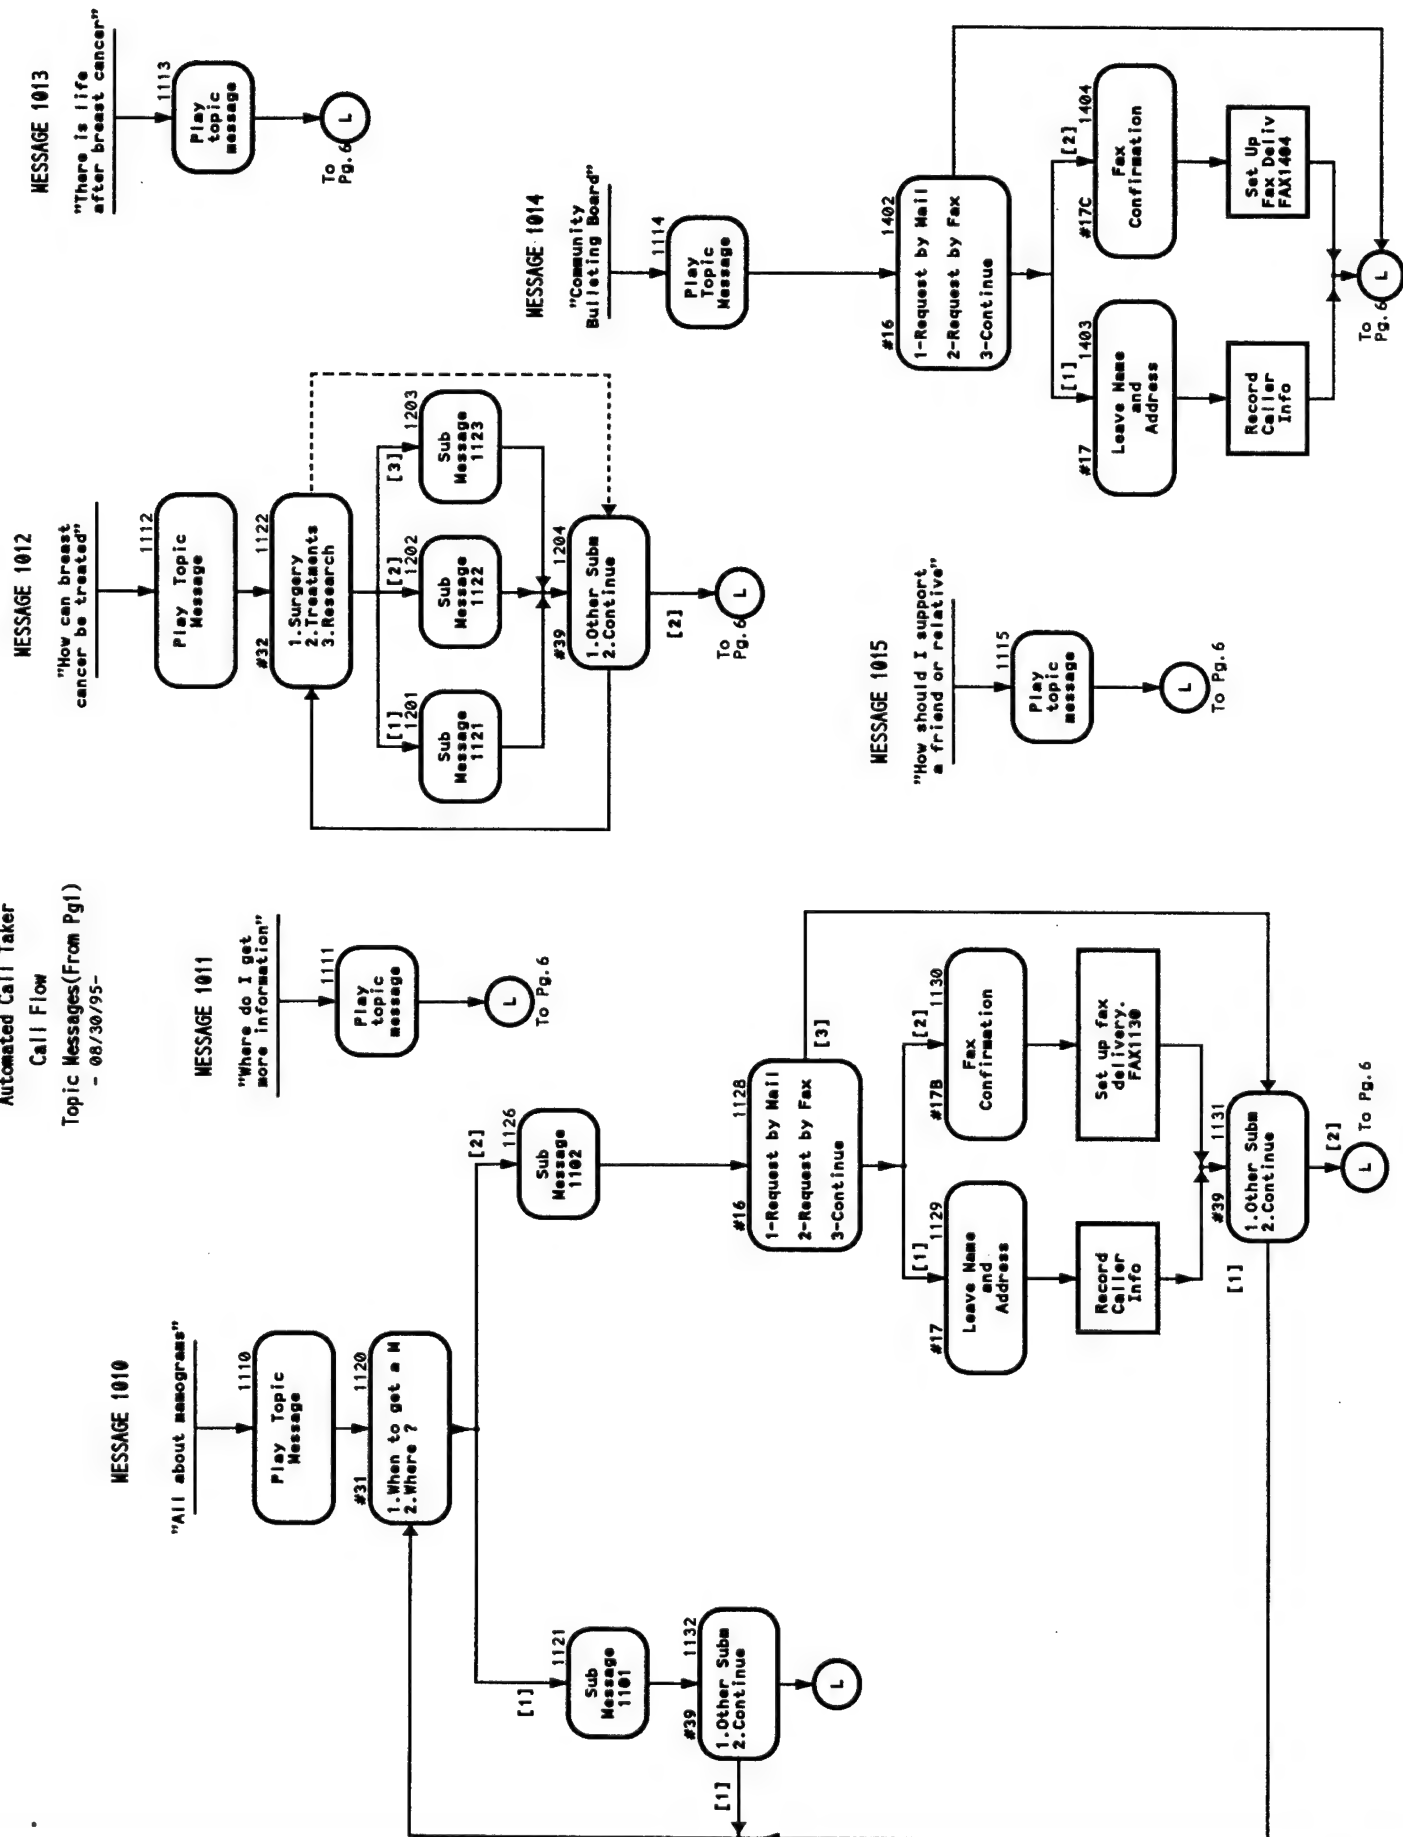 Automated Call Taker
Call Flow
Topic Messages(From Pg1)
- 08/30/95-
MESSAGE 1010
"All about mamograms"
1110
Play Topic
Message
#31
1120
1.When to get a M
2.Where ?
[1]
1121
Sub
Message
1101
#39
1132
1.Other Subm
2.Continue
[1]
L
[2]
1126
Sub
Message
1102
#16
1128
1-Request by Mail
2-Request by Fax
3-Continue
[3]
[1]
#17
1129
Leave Name
and
Address
Record
Caller
Info
[2]
#17B
1130
Fax
Confirmation
Set up fax
delivery.
FAX1130
#39
1131
1.Other Subm
2.Continue
[1]
[2]
L
To Pg.6
MESSAGE 1011
"Where do I get
more information"
1111
Play
topic
message
L
To Pg.6
MESSAGE 1012
"How can breast
cancer be treated"
1112
Play Topic
Message
#32
1122
1.Surgery
2.Treatments
3.Research
[1]
1201
Sub
Message
1121
[2]
1202
Sub
Message
1122
[3]
1203
Sub
Message
1123
#39
1204
1.Other Subm
2.Continue
[2]
L
To
Pg.6
MESSAGE 1013
"There is life
after breast cancer"
1113
Play
topic
message
L
To
Pg.6
MESSAGE 1014
"Community
Bulleting Board"
1114
Play
Topic
Message
#16
1402
1-Request by Mail
2-Request by Fax
3-Continue
[1]
#17
1403
Leave Name
and
Address
Record
Caller
Info
[2]
#17C
1404
Fax
Confirmation
Set Up
Fax Deliv
FAX1404
L
To
Pg.6
MESSAGE 1015
"How should I support
a friend or relative"
1115
Play
topic
message
L
To Pg.6